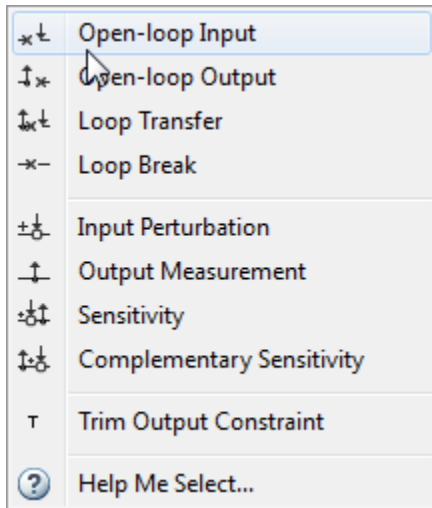 Open-loop Input
Open-loop Output
Loop Transfer
Loop Break
Input Perturbation
Output Measurement
Sensitivity
Complementary Sensitivity
T Trim Output Constraint
? Help Me Select...